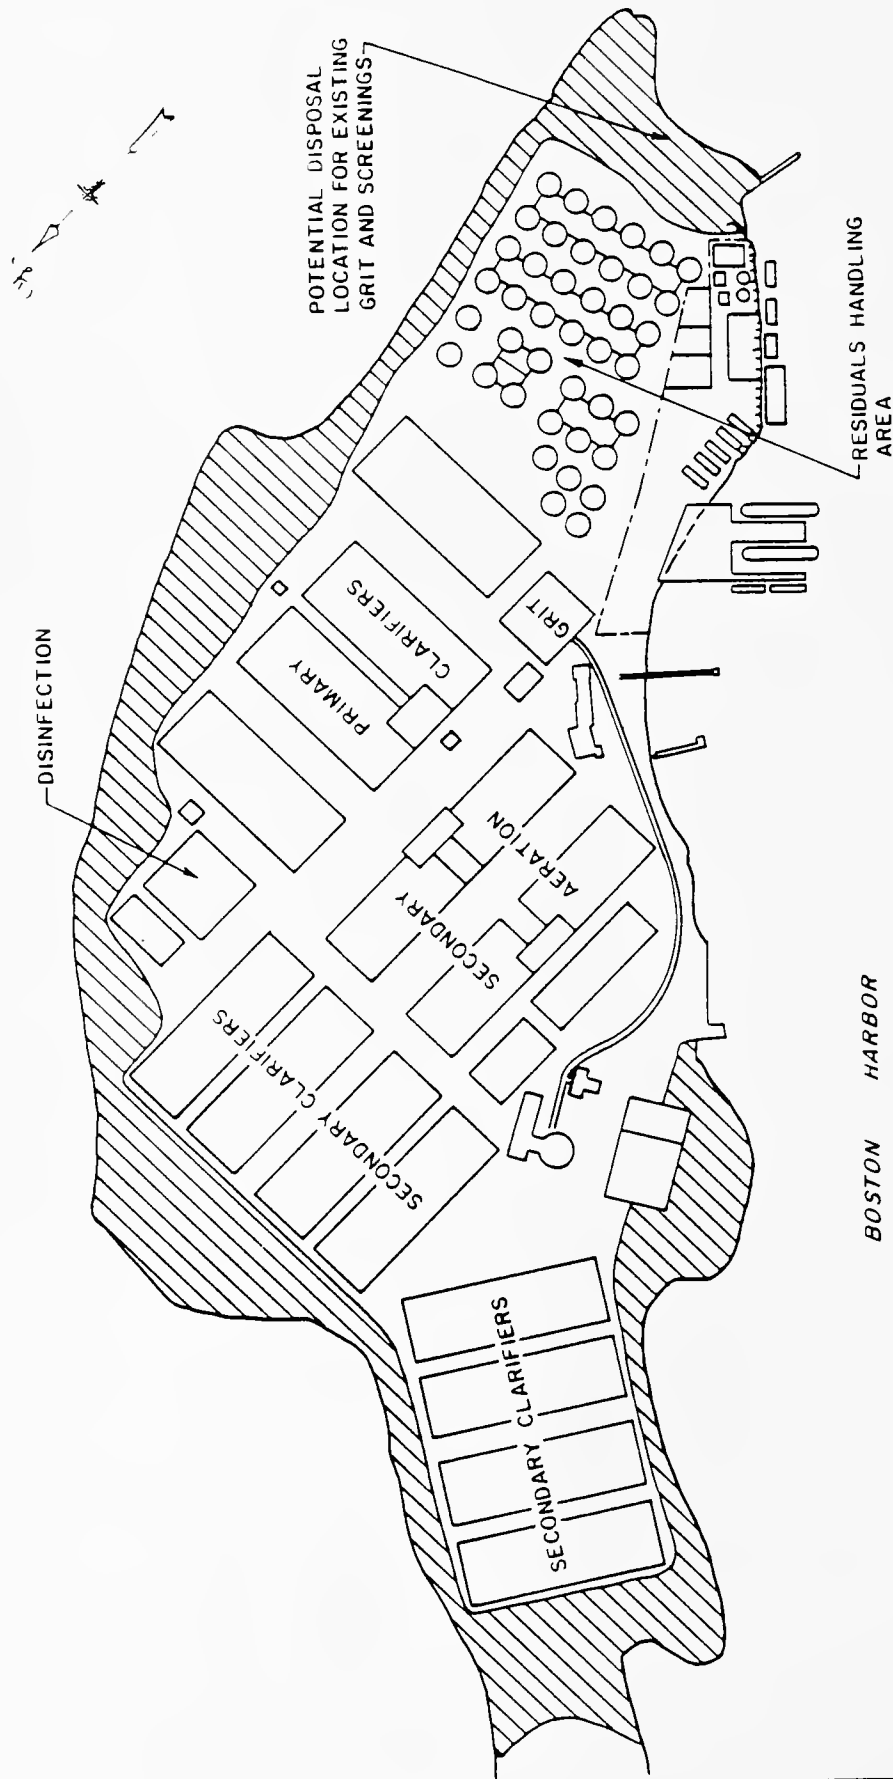 POTENTIAL DISPOSAL
LOCATION FOR EXISTING
GRIT AND SCREENINGS
DISINFECTION
PRIMARY
CLARIFIERS
GRIT
SECONDARY
AERATION
SECONDARY CLARIFIERS
SECONDARY CLARIFIERS
RESIDUALS HANDLING
AREA
BOSTON HARBOR